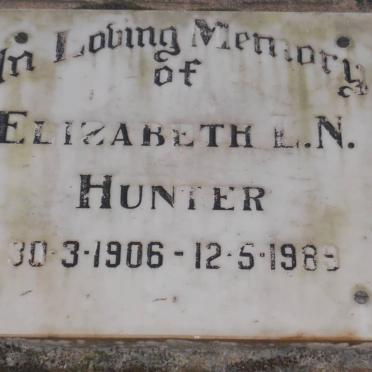 In Loving Memory
of
ELIZABETH L.N.
HUNTER
30-3-1906 - 12-5-1989